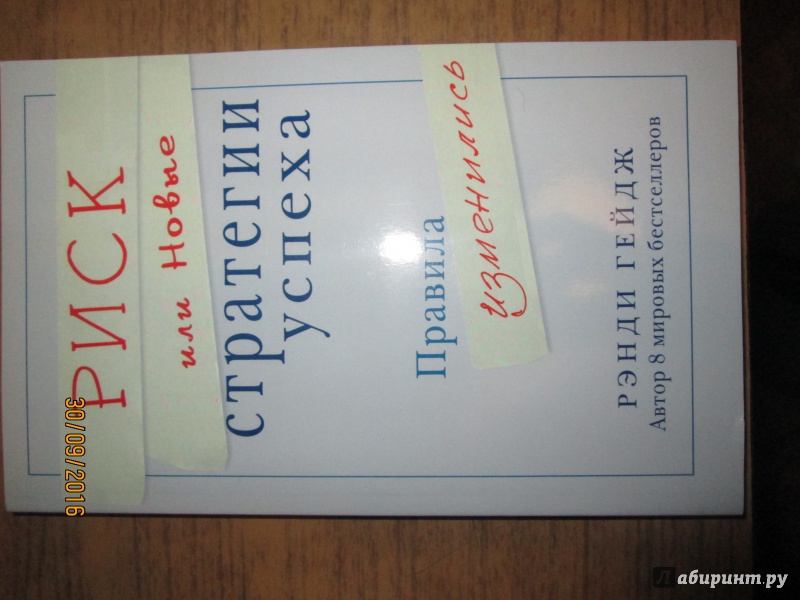 РИСК
или Новые
стратегии
успеха
Правила
изменились
РЭНДИ ГЕЙДЖ
Автор 8 мировых бестселлеров
30/09/2016
Лабиринт.ру